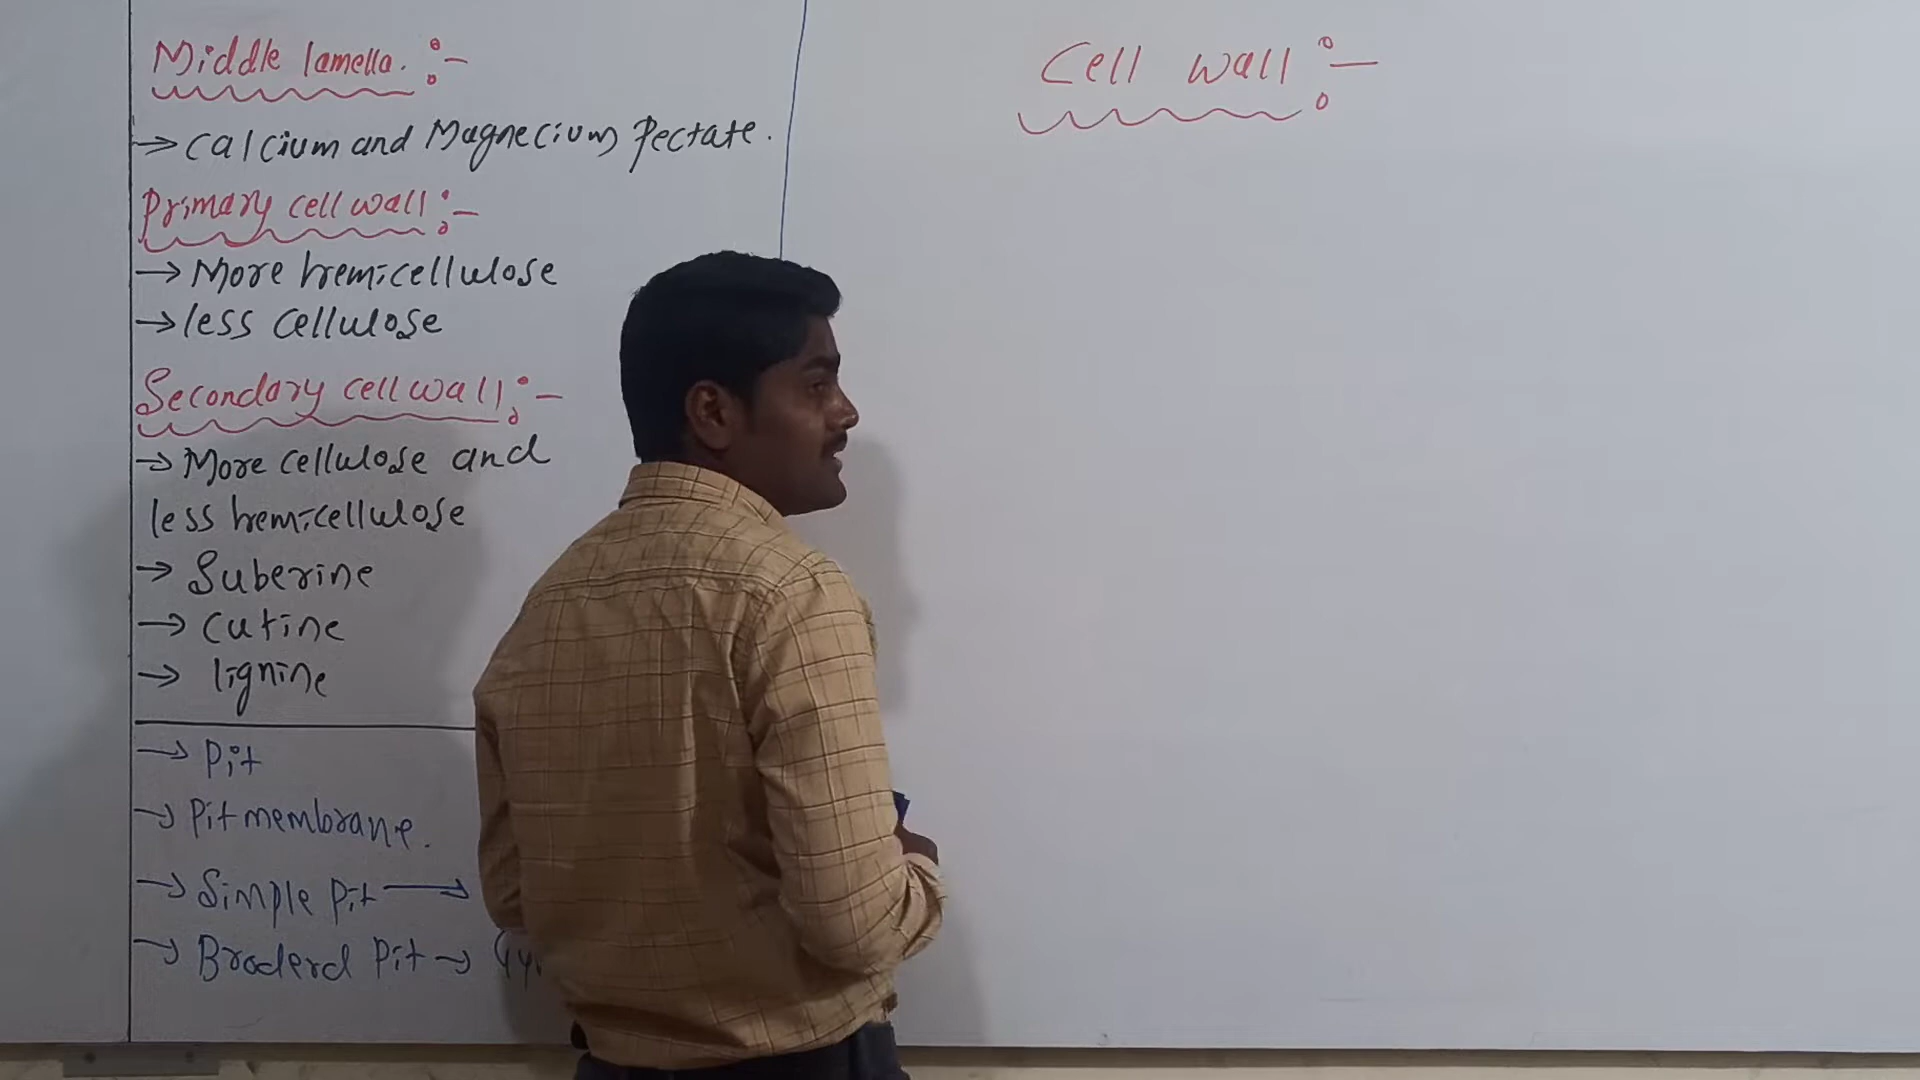 Middle lamella. :-
→ calcium and Magnecium Pectate.
Primary cell wall :-
→ More hemicellulose
→ less cellulose
Secondary cell wall :-
→ More cellulose and
less hemicellulose
→ Suberine
→ Cutine
→ lignine
→ Pit
→ Pit membrane.
→ Simple Pit →
→ Broderd Pit →
Cell wall :-